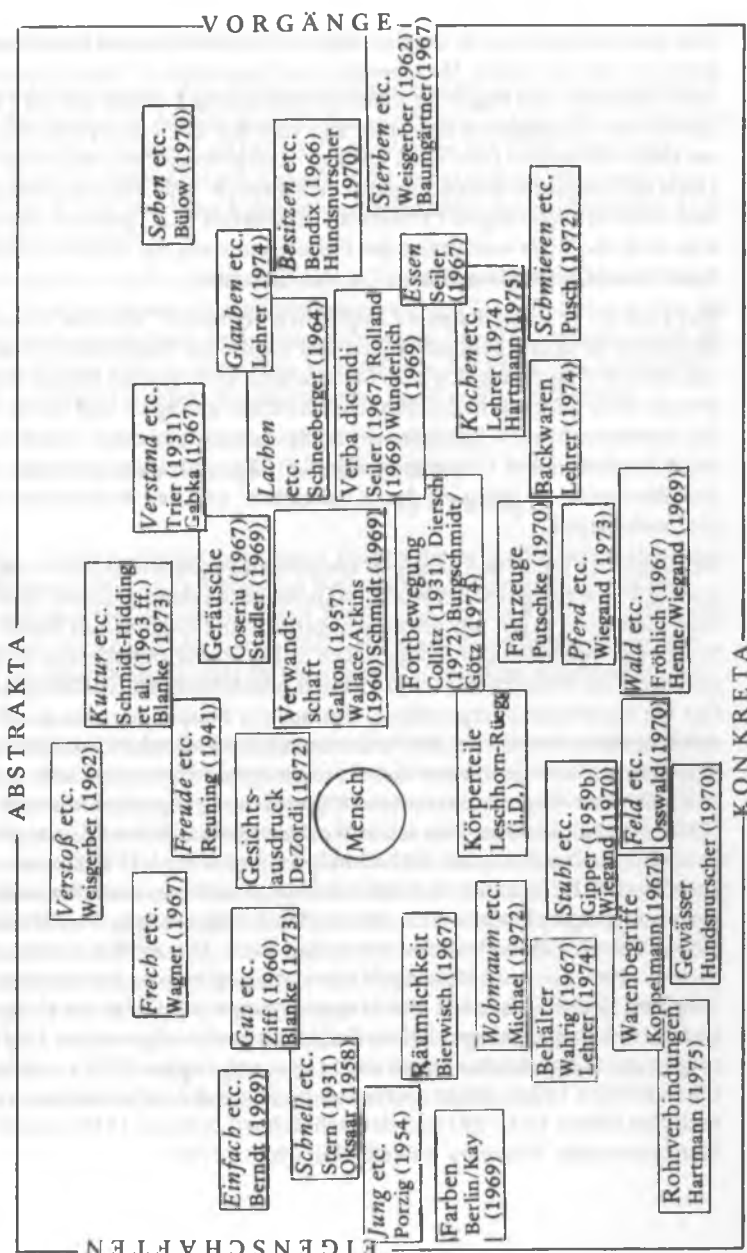 ABSTRAKTA
EIGENSCHAFTEN
VORGÄNGE
KONKRETA
Verstoß etc.
Weisgerber (1962)
Kultur etc.
Schmidt-Hidding
et al. (1963 ff.)
Blanke (1973)
Verstand etc.
Trier (1931)
Gabka (1967)
Sehen etc.
Bülow (1970)
Frech etc.
Wagner (1967)
Freude etc.
Reuning (1941)
Geräusche
Coseriu (1967)
Stadler (1969)
Glauben etc.
Lehrer (1974)
Einfach etc.
Berndt (1969)
Gut etc.
Ziff (1960)
Blanke (1973)
Gesichts-
ausdruck
DeZordi (1972)
Verwandt-
schaft
Galton (1957)
Wallace/Atkins
(1960) Schmidt (1969)
Lachen
etc.
Schneeberger (1964)
Besitzen etc.
Bendix (1966)
Hundsnurscher
(1970)
Schnell etc.
Stern (1931)
Oksaar (1958)
Mensch
Verba dicendi
Seiler (1967) Rolland
(1969) Wunderlich
(1969)
Sterben etc.
Weisgerber (1962)
Baumgärtner (1967)
Jung etc.
Porzig (1954)
Räumlichkeit
Bierwisch (1967)
Fortbewegung
Collitz (1931) Diersch
(1972) Burgschmidt/
Götz (1974)
Essen
Seiler
(1967)
Farben
Berlin/Kay
(1969)
Wohnraum etc.
Michael (1972)
Körperteile
Leschhorn-Rüegg
(i.D.)
Kochen etc.
Lehrer (1974)
Hartmann (1975)
Behälter
Wahrig (1967)
Lehrer (1974)
Stuhl etc.
Gipper (1959b)
Wiegand (1970)
Fahrzeuge
Putschke (1970)
Backwaren
Lehrer (1974)
Schmieren etc.
Pusch (1972)
Pferd etc.
Wiegand (1973)
Warenbegriffe
Koppelmann (1967)
Feld etc.
Osswald (1970)
Wald etc.
Fröhlich (1967)
Henne/Wiegand (1969)
Rohrverbindungen
Hartmann (1975)
Gewässer
Hundsnurscher (1970)